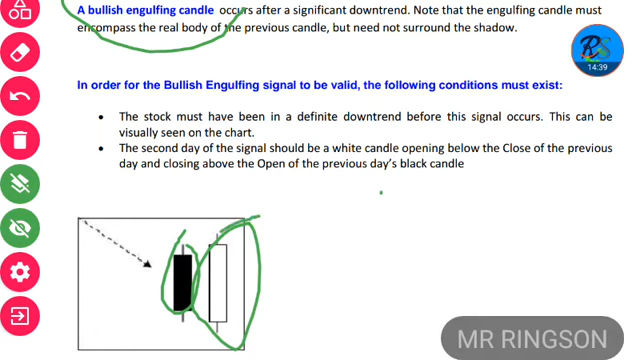 A bullish engulfing candle occurs after a significant downtrend. Note that the engulfing candle must
encompass the real body of the previous candle, but need not surround the shadow.
RS
14:39
In order for the Bullish Engulfing signal to be valid, the following conditions must exist:
• The stock must have been in a definite downtrend before this signal occurs. This can be
visually seen on the chart.
• The second day of the signal should be a white candle opening below the Close of the previous
day and closing above the Open of the previous day's black candle
MR RINGSON